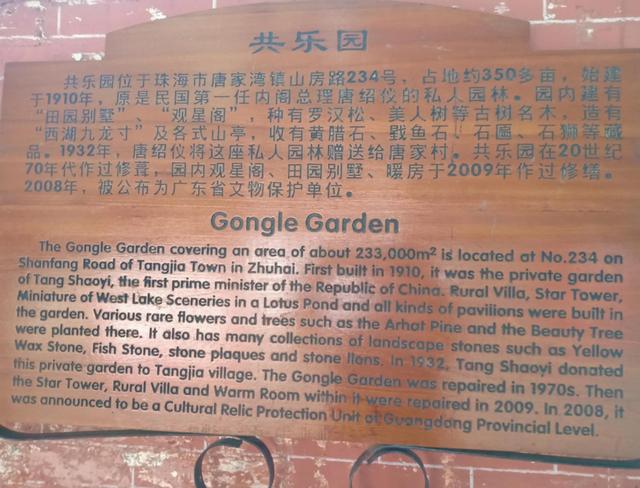 共乐园
共乐园位于珠海市唐家湾镇山房路234号，占地约350多亩，始建
于1910年，原是民国第一任内阁总理唐绍仪的私人园林。园内建有
“田园别墅”、“观星阁”，种有罗汉松、美人树等古树名木，造有
“西湖九龙寸”及各式山亭，收有黄腊石、戥鱼石、石匾、石狮等藏
品。1932年，唐绍仪将这座私人园林赠送给唐家村。共乐园在20世纪
70年代作过修葺，园内观星阁、田园别墅、暖房于2009年作过修缮。
2008年，被公布为广东省文物保护单位。
Gongle Garden
The Gongle Garden covering an area of about 233,000m² is located at No.234 on
Shanfang Road of Tangjia Town in Zhuhai. First built in 1910, it was the private garden
of Tang Shaoyi, the first prime minister of the Republic of China. Rural Villa, Star Tower,
Miniature of West Lake Sceneries in a Lotus Pond and all kinds of pavilions were built in
the garden. Various rare flowers and trees such as the Arhat Pine and the Beauty Tree
were planted there. It also has many collections of landscape stones such as Yellow
Wax Stone, Fish Stone, stone plaques and stone lions. In 1932, Tang Shaoyi donated
this private garden to Tangjia village. The Gongle Garden was repaired in 1970s. Then
the Star Tower, Rural Villa and Warm Room within it were repaired in 2009. In 2008, it
was announced to be a Cultural Relic Protection Unit at Guangdong Provincial Level.